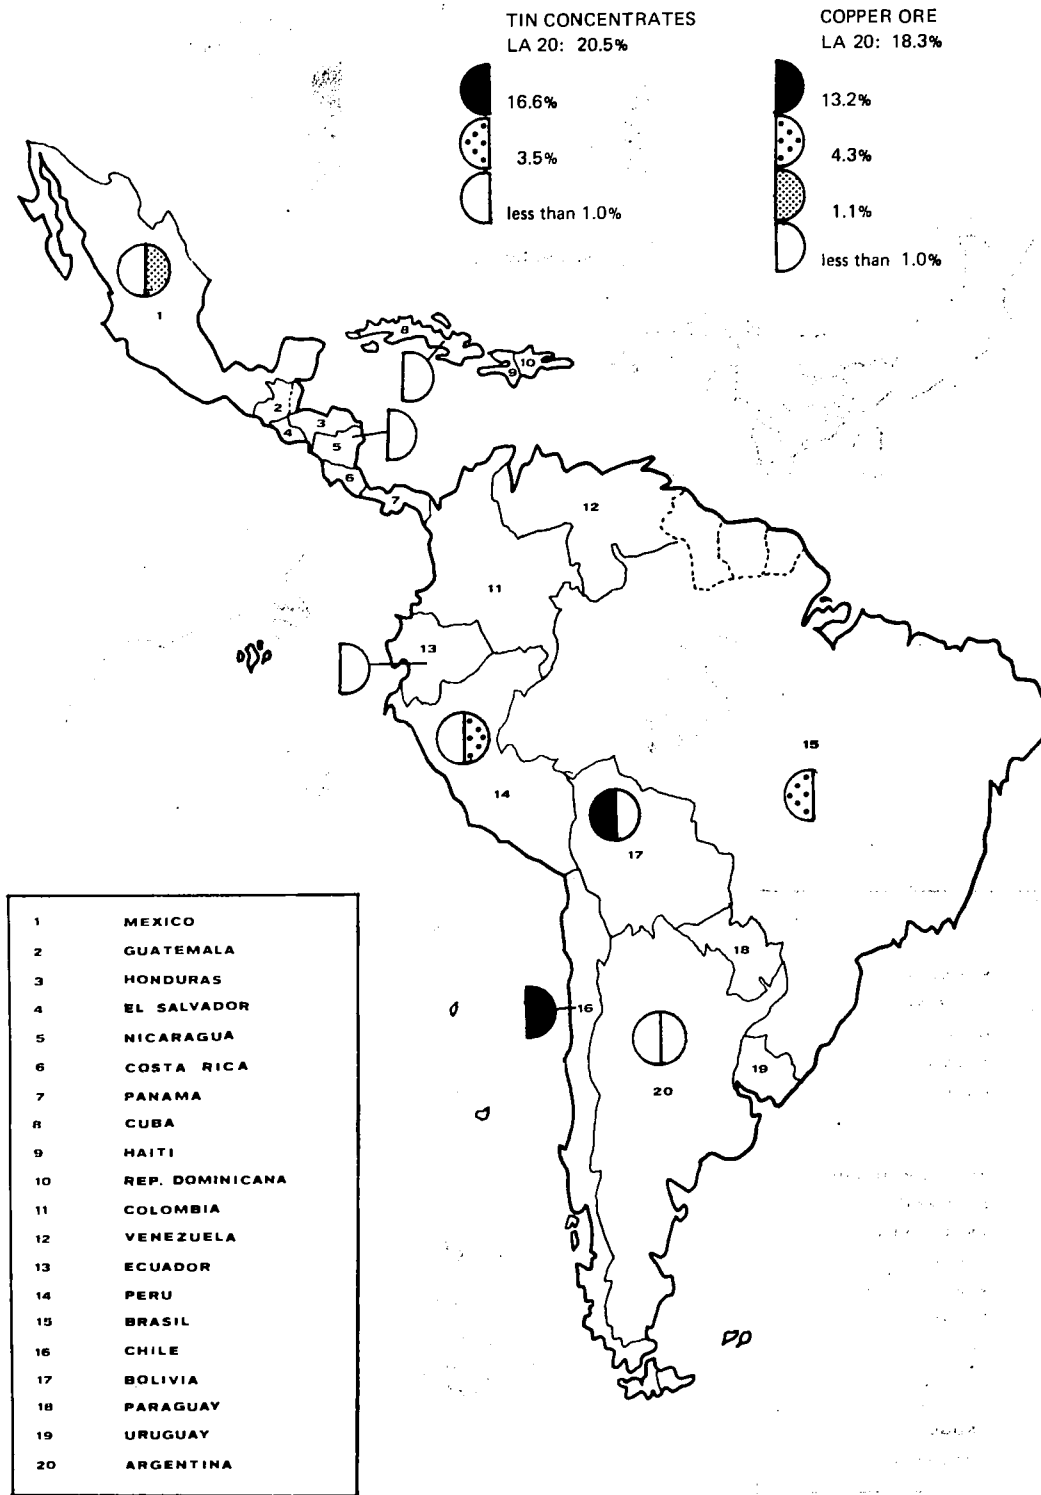 TIN CONCENTRATES
LA 20: 20.5%
16.6%
3.5%
less than 1.0%
COPPER ORE
LA 20: 18.3%
13.2%
4.3%
1.1%
less than 1.0%
1
8
10
9
2
3
4
5
6
7
12
11
13
15
14
17
18
16
19
20
1 MEXICO
2 GUATEMALA
3 HONDURAS
4 EL SALVADOR
5 NICARAGUA
6 COSTA RICA
7 PANAMA
8 CUBA
9 HAITI
10 REP. DOMINICANA
11 COLOMBIA
12 VENEZUELA
13 ECUADOR
14 PERU
15 BRASIL
16 CHILE
17 BOLIVIA
18 PARAGUAY
19 URUGUAY
20 ARGENTINA